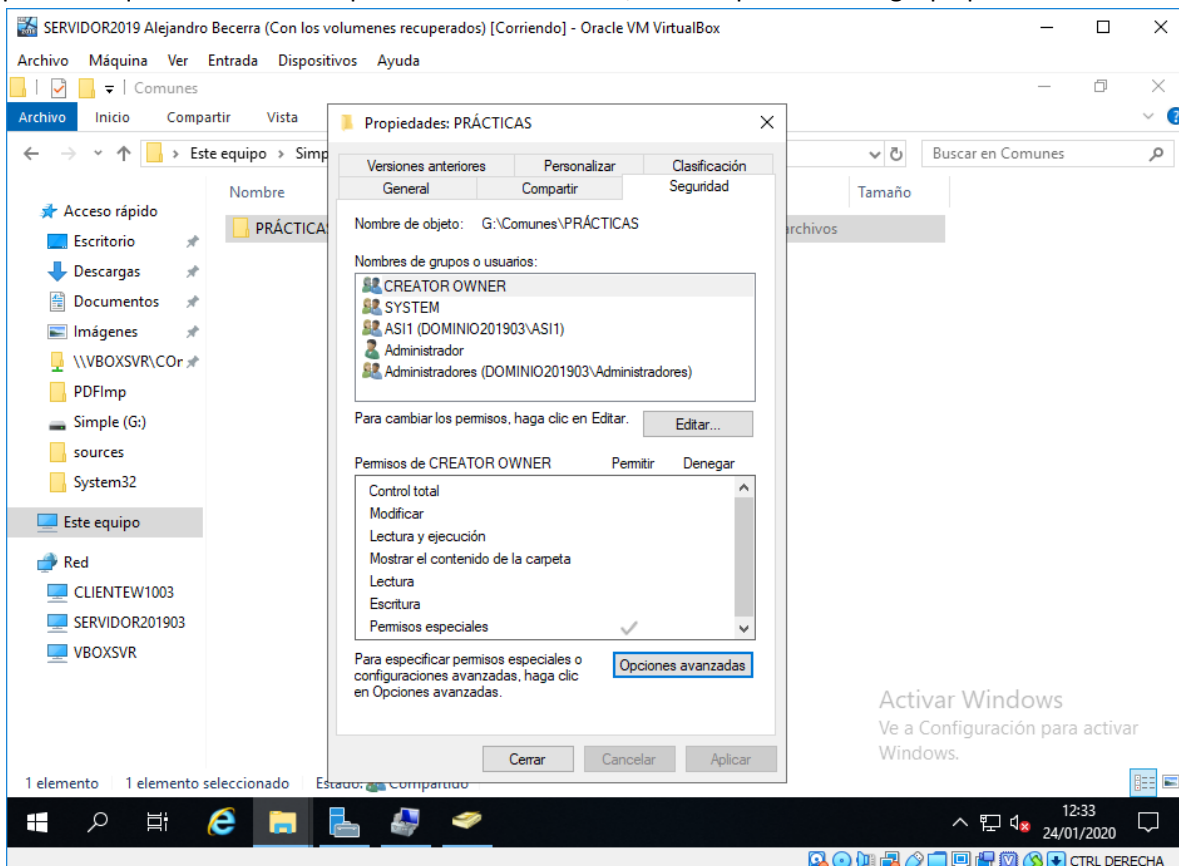 SERVIDOR2019 Alejandro Becerra (Con los volumenes recuperados) [Corriendo] - Oracle VM VirtualBox
Archivo Máquina Ver Entrada Dispositivos Ayuda
Comunes
Archivo Inicio Compartir Vista
Este equipo > Simp
Buscar en Comunes
Nombre
Tamaño
Acceso rápido
Escritorio
Descargas
Documentos
Imágenes
\\VBOXSVR\COr
PDFImp
Simple (G:)
sources
System32
Este equipo
Red
CLIENTEW1003
SERVIDOR201903
VBOXSVR
PRÁCTICA
archivos
Propiedades: PRÁCTICAS
Versiones anteriores Personalizar Clasificación
General Compartir Seguridad
Nombre de objeto: G:\Comunes\PRÁCTICAS
Nombres de grupos o usuarios:
CREATOR OWNER
SYSTEM
ASI1 (DOMINIO201903\ASI1)
Administrador
Administradores (DOMINIO201903\Administradores)
Para cambiar los permisos, haga clic en Editar.
Editar...
Permisos de CREATOR OWNER Permitir Denegar
Control total
Modificar
Lectura y ejecución
Mostrar el contenido de la carpeta
Lectura
Escritura
Permisos especiales
Para especificar permisos especiales o
configuraciones avanzadas, haga clic
en Opciones avanzadas.
Opciones avanzadas
Cerrar Cancelar Aplicar
Activar Windows
Ve a Configuración para activar
Windows.
1 elemento 1 elemento seleccionado Estado: Compartido
12:33
24/01/2020
CTRL DERECHA